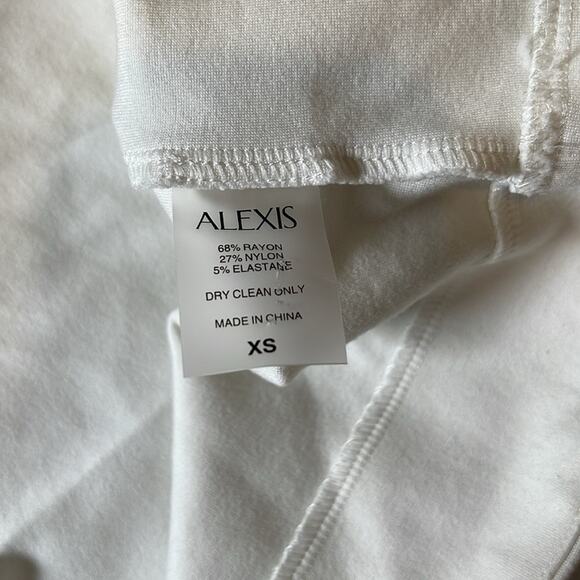 ALEXIS
68% RAYON
27% NYLON
5% ELASTANE
DRY CLEAN ONLY
MADE IN CHINA
XS